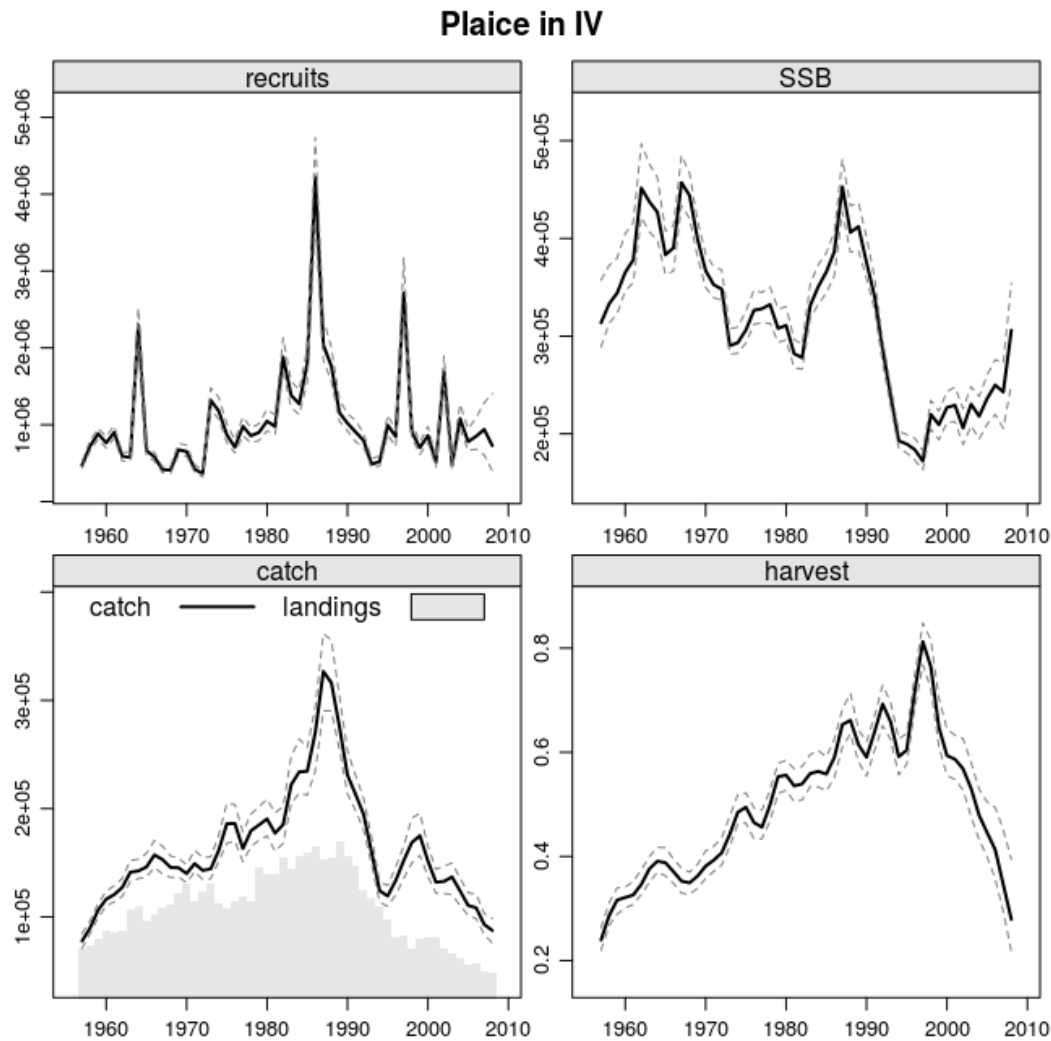 Plaice in IV
recruits
5e+06
4e+06
3e+06
2e+06
1e+06
1960 1970 1980 1990 2000 2010
SSB
5e+05
4e+05
3e+05
2e+05
1960 1970 1980 1990 2000 2010
catch
catch landings
3e+05
2e+05
1e+05
1960 1970 1980 1990 2000 2010
harvest
0.8
0.6
0.4
0.2
1960 1970 1980 1990 2000 2010